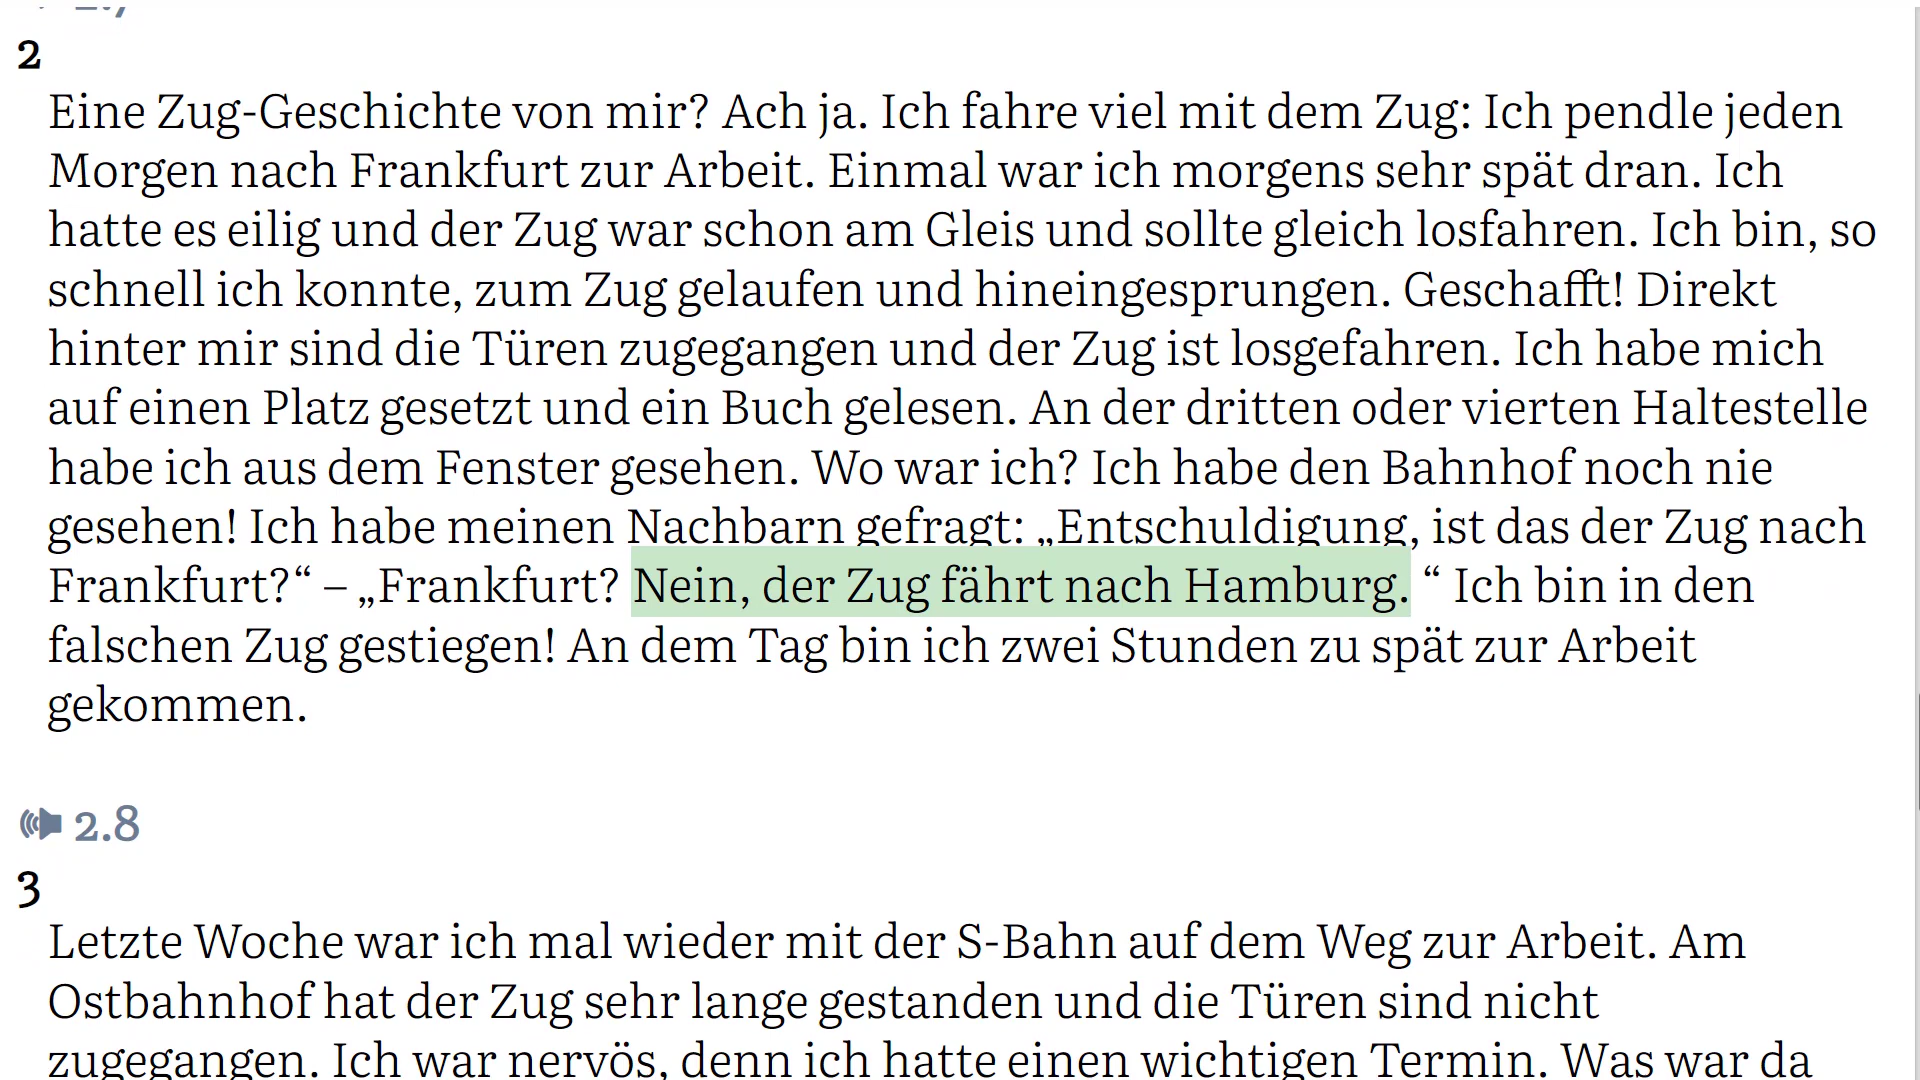 2
Eine Zug-Geschichte von mir? Ach ja. Ich fahre viel mit dem Zug: Ich pendle jeden
Morgen nach Frankfurt zur Arbeit. Einmal war ich morgens sehr spät dran. Ich
hatte es eilig und der Zug war schon am Gleis und sollte gleich losfahren. Ich bin, so
schnell ich konnte, zum Zug gelaufen und hineingesprungen. Geschafft! Direkt
hinter mir sind die Türen zugegangen und der Zug ist losgefahren. Ich habe mich
auf einen Platz gesetzt und ein Buch gelesen. An der dritten oder vierten Haltestelle
habe ich aus dem Fenster gesehen. Wo war ich? Ich habe den Bahnhof noch nie
gesehen! Ich habe meinen Nachbarn gefragt: „Entschuldigung, ist das der Zug nach
Frankfurt?“ – „Frankfurt? Nein, der Zug fährt nach Hamburg. “ Ich bin in den
falschen Zug gestiegen! An dem Tag bin ich zwei Stunden zu spät zur Arbeit
gekommen.
2.8
3
Letzte Woche war ich mal wieder mit der S-Bahn auf dem Weg zur Arbeit. Am
Ostbahnhof hat der Zug sehr lange gestanden und die Türen sind nicht
zugegangen. Ich war nervös, denn ich hatte einen wichtigen Termin. Was war da